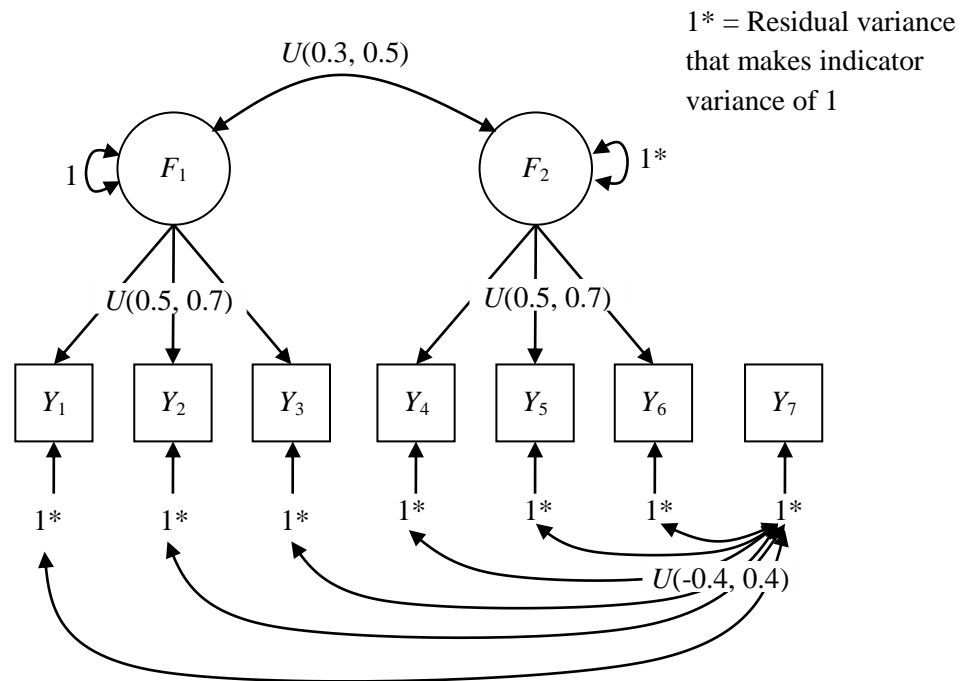 1* = Residual variance
that makes indicator
variance of 1
U(0.3, 0.5)
1
F1
F2
1*
U(0.5, 0.7)
U(0.5, 0.7)
Y1
Y2
Y3
Y4
Y5
Y6
Y7
1*
1*
1*
1*
1*
1*
1*
U(-0.4, 0.4)